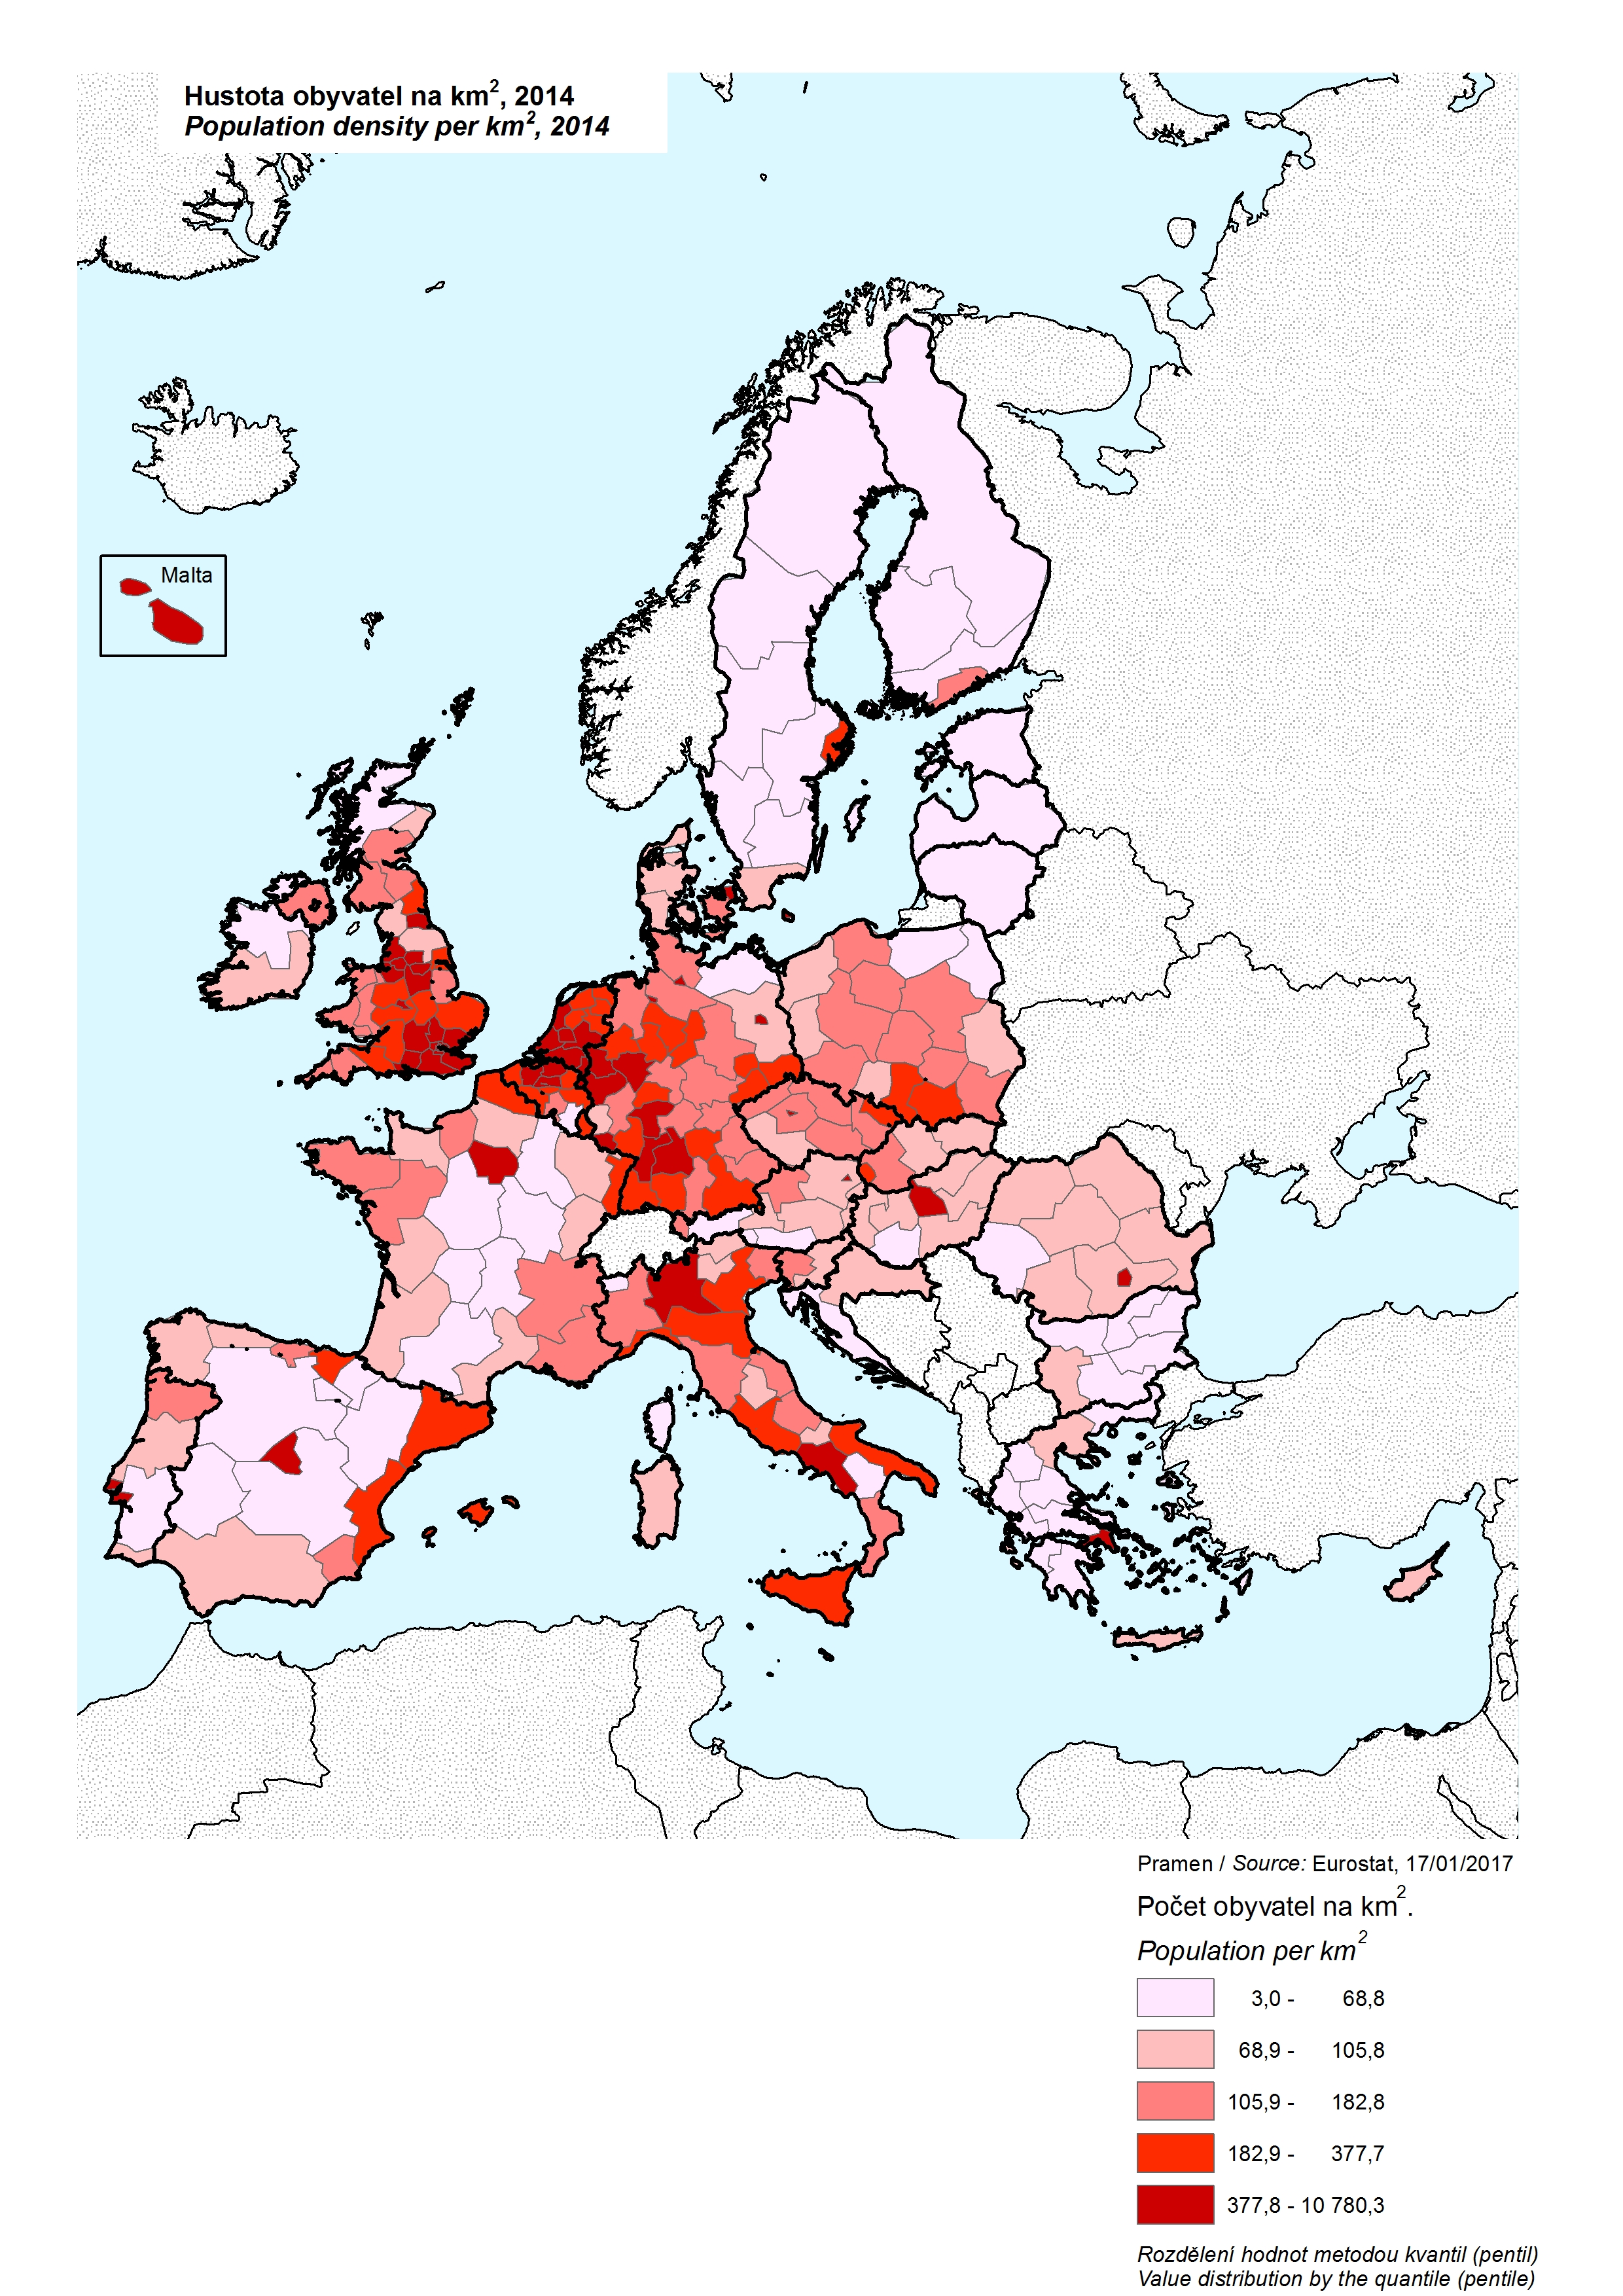 Hustota obyvatel na km², 2014
Population density per km², 2014
Malta
Pramen / Source: Eurostat, 17/01/2017
Počet obyvatel na km².
Population per km²
3,0 - 68,8
68,9 - 105,8
105,9 - 182,8
182,9 - 377,7
377,8 - 10 780,3
Rozdělení hodnot metodou kvantil (pentil)
Value distribution by the quantile (pentile)